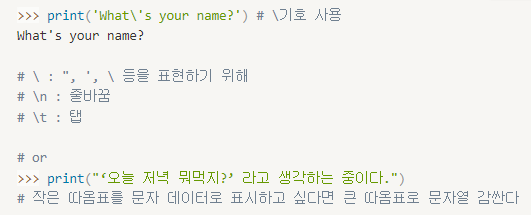 >>> print('What\'s your name?') # \기호 사용
What's your name?
# \ : ", ', \ 등을 표현하기 위해
# \n : 줄바꿈
# \t : 탭
# or
>>> print("‘오늘 저녁 뭐먹지?’ 라고 생각하는 중이다.")
# 작은 따옴표를 문자 데이터로 표시하고 싶다면 큰 따옴표로 문자열 감싼다